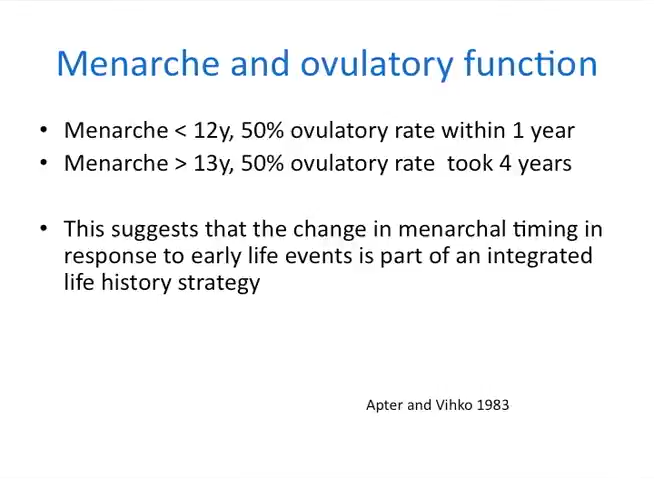 Menarche and ovulatory function
• Menarche < 12y, 50% ovulatory rate within 1 year
• Menarche > 13y, 50% ovulatory rate  took 4 years
• This suggests that the change in menarchal timing in
response to early life events is part of an integrated
life history strategy
Apter and Vihko 1983